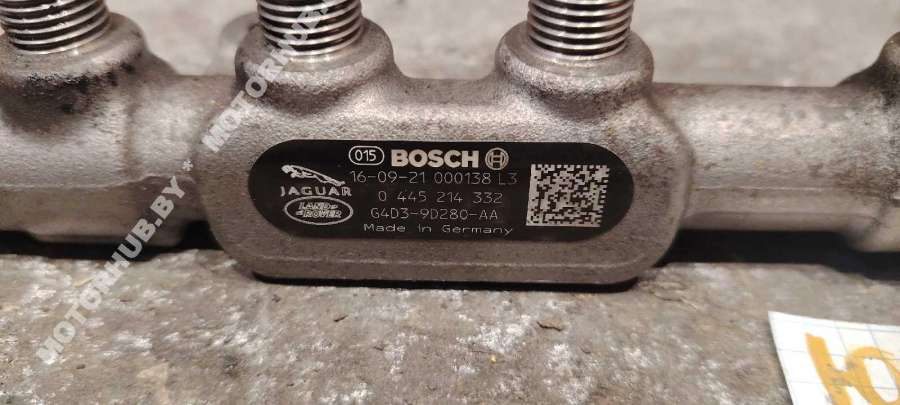 015 BOSCH
16-09-21 000138 L3
JAGUAR
0 445 214 332
LAND-ROVER
G4D3-9D280-AA
Made in Germany
MOTORHUB.BY MOTORHUB.BY
Ю